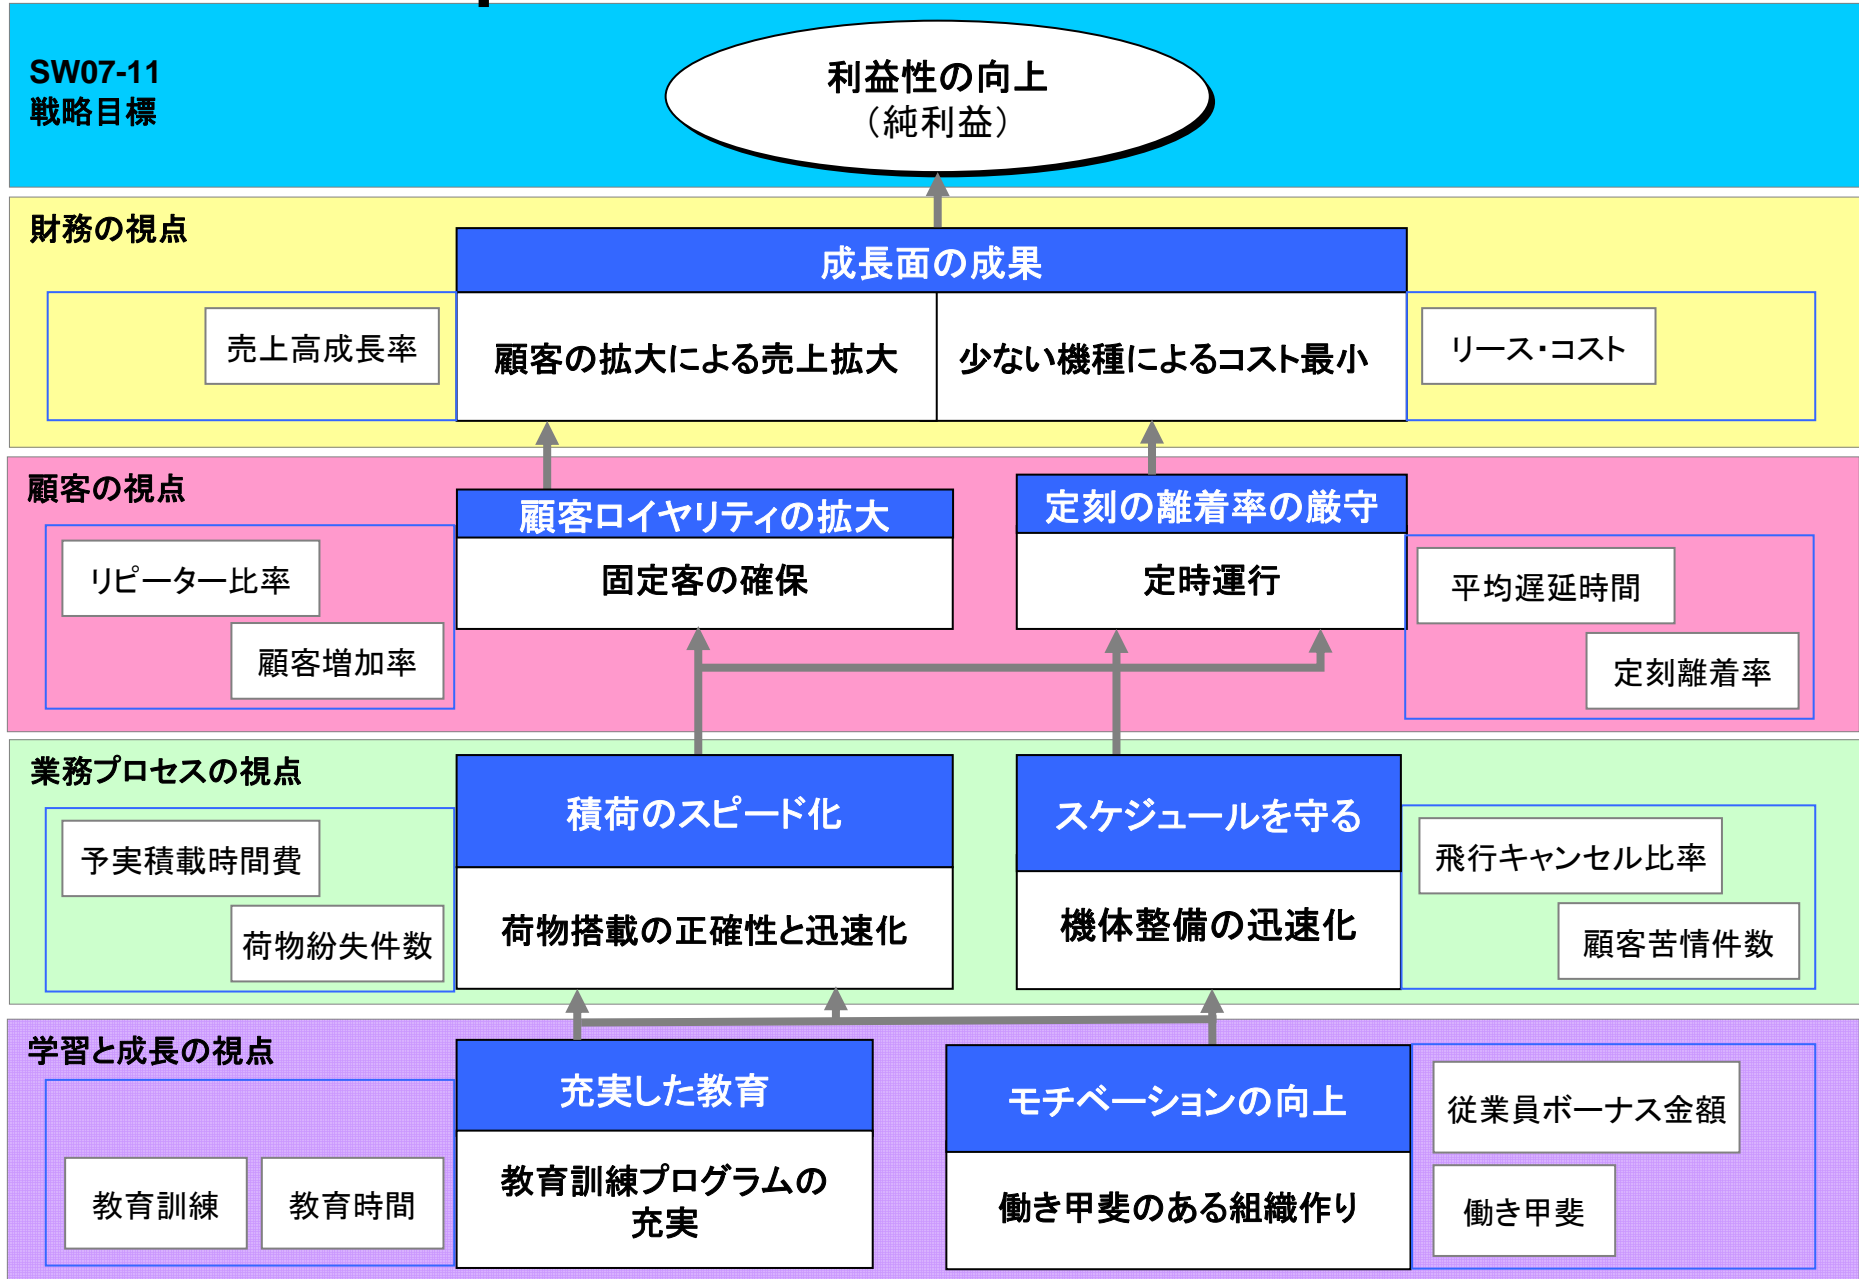 SW07-11
戦略目標
利益性の向上
（純利益）
財務の視点
成長面の成果
売上高成長率
顧客の拡大による売上拡大
少ない機種によるコスト最小
リース・コスト
顧客の視点
顧客ロイヤリティの拡大
定刻の離着率の厳守
リピーター比率
固定客の確保
定時運行
平均遅延時間
顧客増加率
定刻離着率
業務プロセスの視点
積荷のスピード化
スケジュールを守る
予実積載時間費
飛行キャンセル比率
荷物紛失件数
荷物搭載の正確性と迅速化
機体整備の迅速化
顧客苦情件数
学習と成長の視点
充実した教育
モチベーションの向上
従業員ボーナス金額
教育訓練
教育時間
教育訓練プログラムの
充実
働き甲斐のある組織作り
働き甲斐